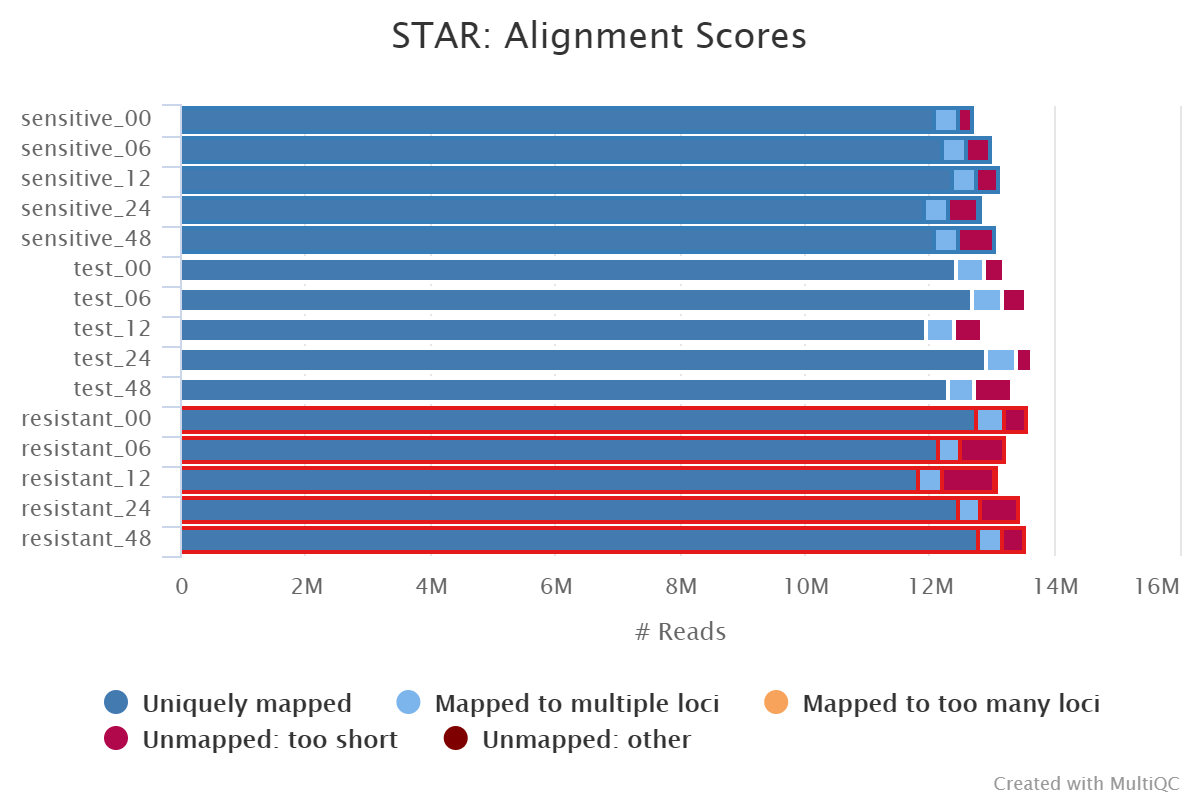 STAR: Alignment Scores
sensitive_00
sensitive_06
sensitive_12
sensitive_24
sensitive_48
test_00
test_06
test_12
test_24
test_48
resistant_00
resistant_06
resistant_12
resistant_24
resistant_48
0 2M 4M 6M 8M 10M 12M 14M 16M
# Reads
Uniquely mapped Mapped to multiple loci Mapped to too many loci
Unmapped: too short Unmapped: other
Created with MultiQC